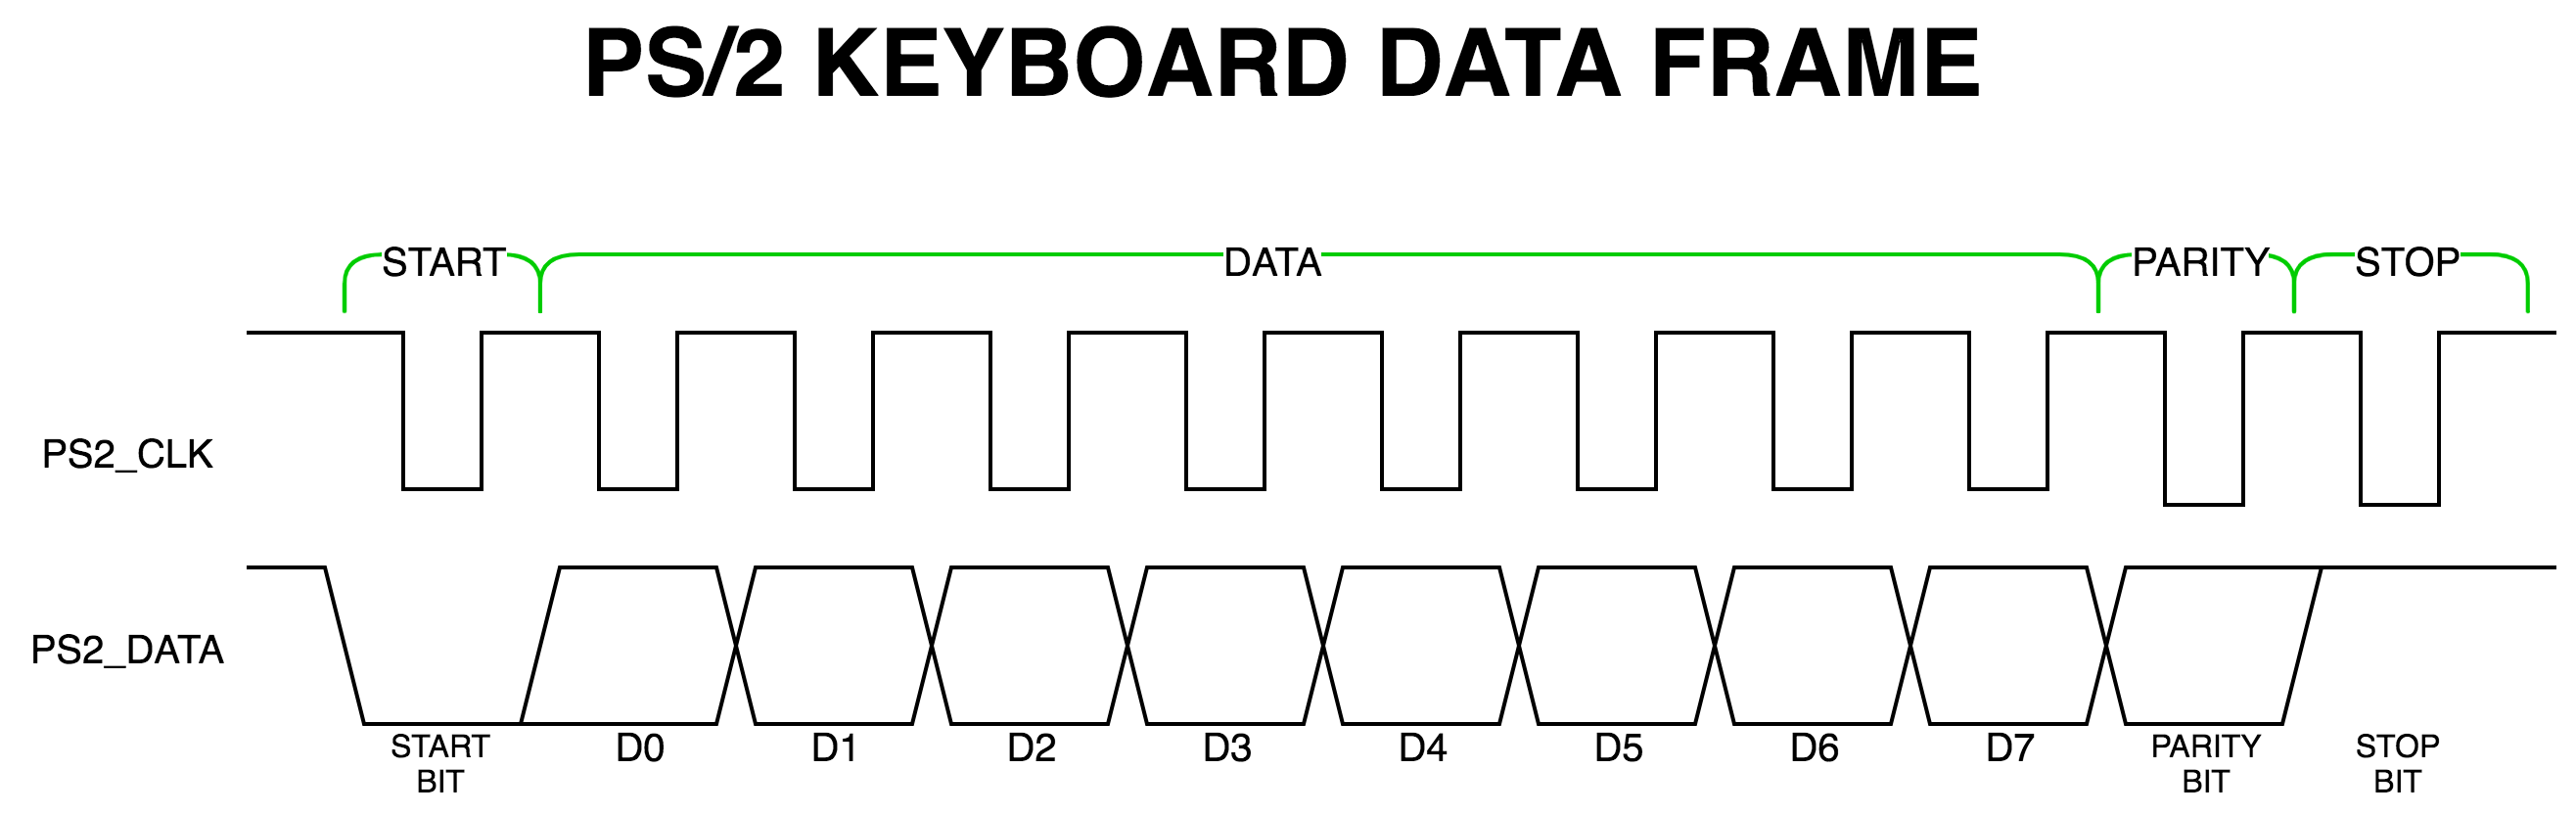 PS/2 KEYBOARD DATA FRAME
START DATA PARITY STOP
PS2_CLK
PS2_DATA
START BIT D0 D1 D2 D3 D4 D5 D6 D7 PARITY BIT STOP BIT